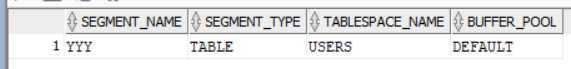 SEGMENT_NAME SEGMENT_TYPE TABLESPACE_NAME BUFFER_POOL
1 YYY TABLE USERS DEFAULT